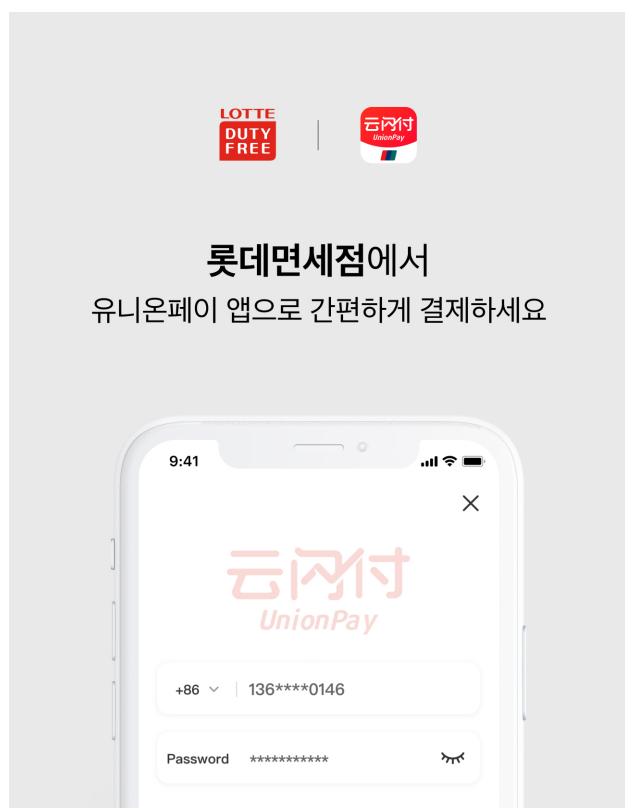 LOTTE
DUTY
FREE
云闪付
UnionPay
롯데면세점에서
유니온페이 앱으로 간편하게 결제하세요
9:41
云闪付
UnionPay
+86 136****0146
Password ***********